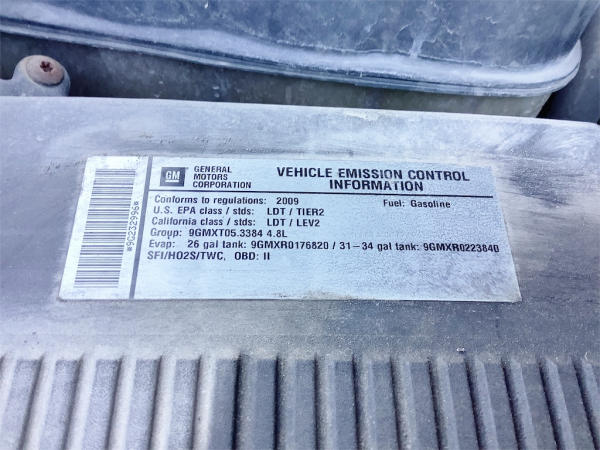 GM
GENERAL
MOTORS
CORPORATION
VEHICLE EMISSION CONTROL
INFORMATION
Conforms to regulations: 2009 Fuel: Gasoline
U.S. EPA class / stds: LDT / TIER2
California class / stds: LDT / LEV2
Group: 9GMXT05.3384 4.8L
Evap: 26 gal tank: 9GMXR0176820 / 31-34 gal tank: 9GMXR0223840
SFI/HO2S/TWC, OBD: II
*9G232996*